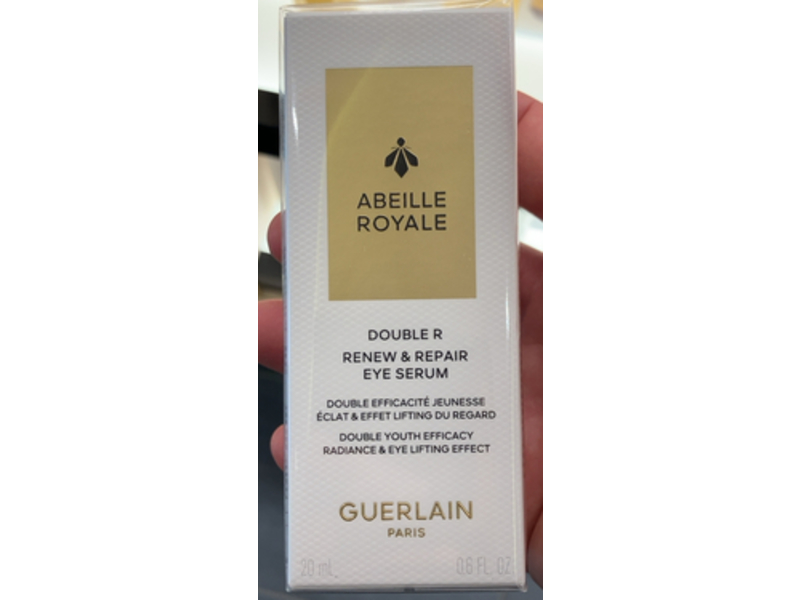 ABEILLE
ROYALE
DOUBLE R
RENEW & REPAIR
EYE SERUM
DOUBLE EFFICACITÉ JEUNESSE
ÉCLAT & EFFET LIFTING DU REGARD
DOUBLE YOUTH EFFICACY
RADIANCE & EYE LIFTING EFFECT
GUERLAIN
PARIS
20 mL 0.6 FL. OZ